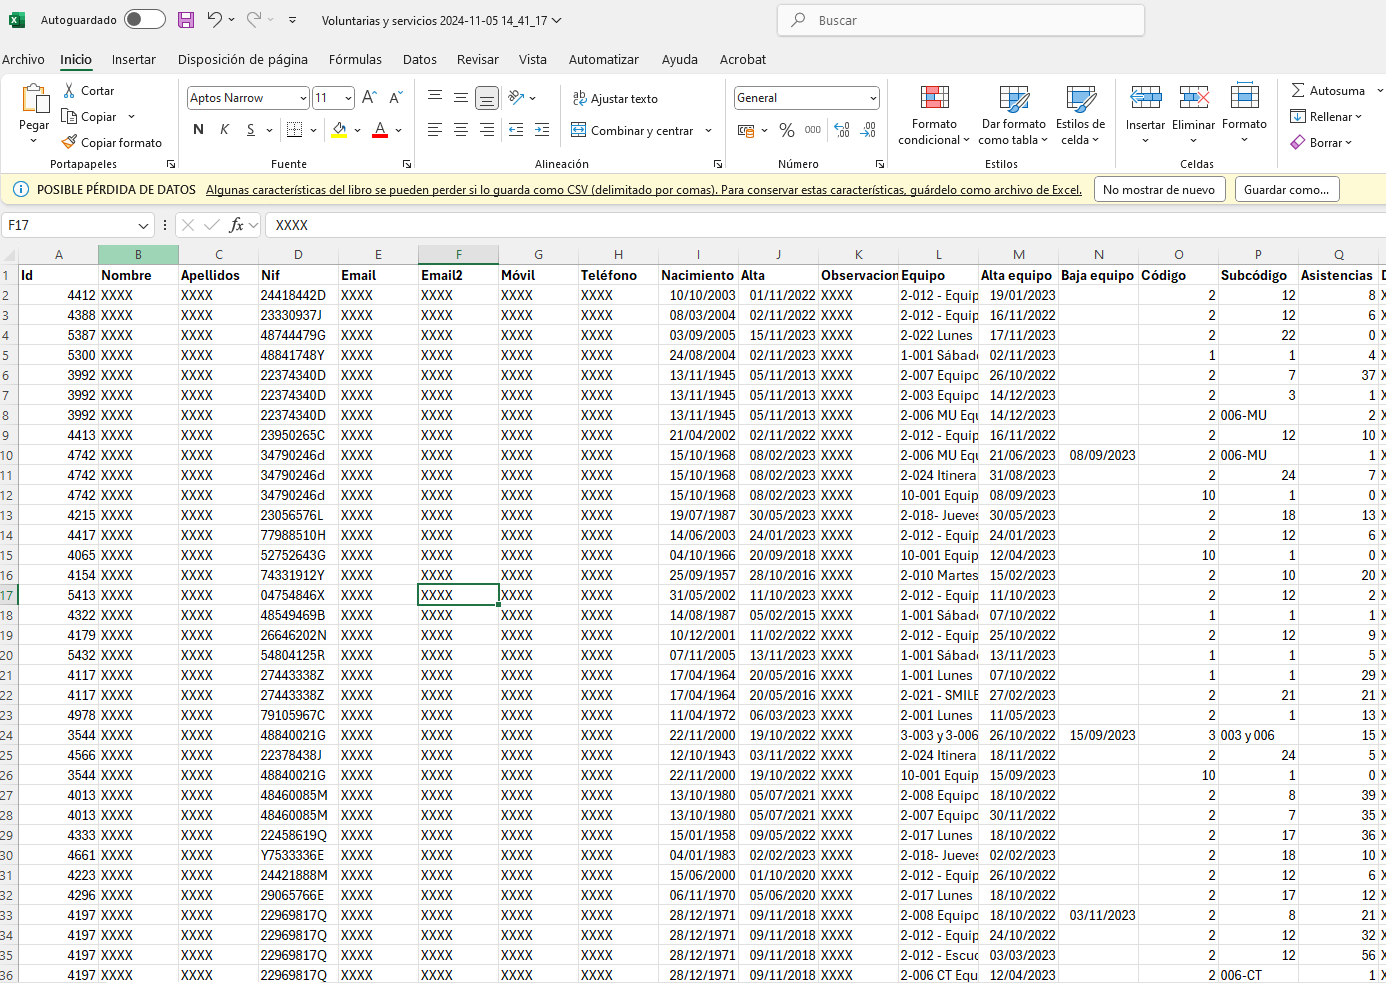 Autoguardado Voluntarias y servicios 2024-11-05 14_41_17 Buscar
Archivo Inicio Insertar Disposición de página Fórmulas Datos Revisar Vista Automatizar Ayuda Acrobat
Pegar Cortar Copiar Copiar formato Portapapeles
Aptos Narrow 11 N K S Fuente
Ajustar texto Combinar y centrar Alineación
General % 000 Número
Formato condicional Dar formato como tabla Estilos de celda Estilos
Insertar Eliminar Formato Celdas
Autosuma Rellenar Borrar
POSIBLE PÉRDIDA DE DATOS Algunas características del libro se pueden perder si lo guarda como CSV (delimitado por comas). Para conservar estas características, guárdelo como archivo de Excel. No mostrar de nuevo Guardar como...
F17 fx XXXX
A B C D E F G H I J K L M N O P Q
1 Id Nombre Apellidos Nif Email Email2 Móvil Teléfono Nacimiento Alta Observacion Equipo Alta equipo Baja equipo Código Subcódigo Asistencias
2 4412 XXXX XXXX 24418442D XXXX XXXX XXXX XXXX 10/10/2003 01/11/2022 XXXX 2-012 - Equip 19/01/2023 2 12 8
3 4388 XXXX XXXX 23330937J XXXX XXXX XXXX XXXX 08/03/2004 02/11/2022 XXXX 2-012 - Equip 16/11/2022 2 12 6
4 5387 XXXX XXXX 48744479G XXXX XXXX XXXX XXXX 03/09/2005 15/11/2023 XXXX 2-022 Lunes 17/11/2023 2 22 0
5 5300 XXXX XXXX 48841748Y XXXX XXXX XXXX XXXX 24/08/2004 02/11/2023 XXXX 1-001 Sábado 02/11/2023 1 1 4
6 3992 XXXX XXXX 22374340D XXXX XXXX XXXX XXXX 13/11/1945 05/11/2013 XXXX 2-007 Equipo 26/10/2022 2 7 37
7 3992 XXXX XXXX 22374340D XXXX XXXX XXXX XXXX 13/11/1945 05/11/2013 XXXX 2-003 Equipo 14/12/2023 2 3 1
8 3992 XXXX XXXX 22374340D XXXX XXXX XXXX XXXX 13/11/1945 05/11/2013 XXXX 2-006 MU Equ 14/12/2023 2 006-MU 2
9 4413 XXXX XXXX 23950265C XXXX XXXX XXXX XXXX 21/04/2002 02/11/2022 XXXX 2-012 - Equip 16/11/2022 2 12 10
10 4742 XXXX XXXX 34790246d XXXX XXXX XXXX XXXX 15/10/1968 08/02/2023 XXXX 2-006 MU Equ 21/06/2023 08/09/2023 2 006-MU 1
11 4742 XXXX XXXX 34790246d XXXX XXXX XXXX XXXX 15/10/1968 08/02/2023 XXXX 2-024 Itinera 31/08/2023 2 24 7
12 4742 XXXX XXXX 34790246d XXXX XXXX XXXX XXXX 15/10/1968 08/02/2023 XXXX 10-001 Equip 08/09/2023 10 1 0
13 4215 XXXX XXXX 23056576L XXXX XXXX XXXX XXXX 19/07/1987 30/05/2023 XXXX 2-018- Jueves 30/05/2023 2 18 13
14 4417 XXXX XXXX 77988510H XXXX XXXX XXXX XXXX 14/06/2003 24/01/2023 XXXX 2-012 - Equip 24/01/2023 2 12 6
15 4065 XXXX XXXX 52752643G XXXX XXXX XXXX XXXX 04/10/1966 20/09/2018 XXXX 10-001 Equip 12/04/2023 10 1 0
16 4154 XXXX XXXX 74331912Y XXXX XXXX XXXX XXXX 25/09/1957 28/10/2016 XXXX 2-010 Martes 15/02/2023 2 10 20
17 5413 XXXX XXXX 04754846X XXXX XXXX XXXX XXXX 31/05/2002 11/10/2023 XXXX 2-012 - Equip 11/10/2023 2 12 2
18 4322 XXXX XXXX 48549469B XXXX XXXX XXXX XXXX 14/08/1987 05/02/2015 XXXX 1-001 Sábado 07/10/2022 1 1 1
19 4179 XXXX XXXX 26646202N XXXX XXXX XXXX XXXX 10/12/2001 11/02/2022 XXXX 2-012 - Equip 25/10/2022 2 12 9
20 5432 XXXX XXXX 54804125R XXXX XXXX XXXX XXXX 07/11/2005 13/11/2023 XXXX 1-001 Sábado 13/11/2023 1 1 5
21 4117 XXXX XXXX 27443338Z XXXX XXXX XXXX XXXX 17/04/1964 20/05/2016 XXXX 1-001 Lunes 07/10/2022 1 1 29
22 4117 XXXX XXXX 27443338Z XXXX XXXX XXXX XXXX 17/04/1964 20/05/2016 XXXX 2-021 - SMILE 27/02/2023 2 21 21
23 4978 XXXX XXXX 79105967C XXXX XXXX XXXX XXXX 11/04/1972 06/03/2023 XXXX 2-001 Lunes 11/05/2023 2 1 13
24 3544 XXXX XXXX 48840021G XXXX XXXX XXXX XXXX 22/11/2000 19/10/2022 XXXX 3-003 y 3-006 26/10/2022 15/09/2023 3 003 y 006 15
25 4566 XXXX XXXX 22378438J XXXX XXXX XXXX XXXX 12/10/1943 03/11/2022 XXXX 2-024 Itinera 18/11/2022 2 24 5
26 3544 XXXX XXXX 48840021G XXXX XXXX XXXX XXXX 22/11/2000 19/10/2022 XXXX 10-001 Equip 15/09/2023 10 1 0
27 4013 XXXX XXXX 48460085M XXXX XXXX XXXX XXXX 13/10/1980 05/07/2021 XXXX 2-008 Equipo 18/10/2022 2 8 39
28 4013 XXXX XXXX 48460085M XXXX XXXX XXXX XXXX 13/10/1980 05/07/2021 XXXX 2-007 Equipo 30/11/2022 2 7 35
29 4333 XXXX XXXX 22458619Q XXXX XXXX XXXX XXXX 15/01/1958 09/05/2022 XXXX 2-017 Lunes 18/10/2022 2 17 36
30 4661 XXXX XXXX Y7533336E XXXX XXXX XXXX XXXX 04/01/1983 02/02/2023 XXXX 2-018- Jueves 02/02/2023 2 18 10
31 4223 XXXX XXXX 24421888M XXXX XXXX XXXX XXXX 15/06/2000 01/10/2020 XXXX 2-012 - Equip 26/10/2022 2 12 6
32 4296 XXXX XXXX 29065766E XXXX XXXX XXXX XXXX 06/11/1970 05/06/2020 XXXX 2-017 Lunes 18/10/2022 2 17 12
33 4197 XXXX XXXX 22969817Q XXXX XXXX XXXX XXXX 28/12/1971 09/11/2018 XXXX 2-008 Equipo 18/10/2022 03/11/2023 2 8 21
34 4197 XXXX XXXX 22969817Q XXXX XXXX XXXX XXXX 28/12/1971 09/11/2018 XXXX 2-012 - Equip 24/10/2022 2 12 32
35 4197 XXXX XXXX 22969817Q XXXX XXXX XXXX XXXX 28/12/1971 09/11/2018 XXXX 2-012 - Escuc 03/03/2023 2 12 56
36 4197 XXXX XXXX 22969817Q XXXX XXXX XXXX XXXX 28/12/1971 09/11/2018 XXXX 2-006 CT Equ 12/04/2023 2 006-CT 1